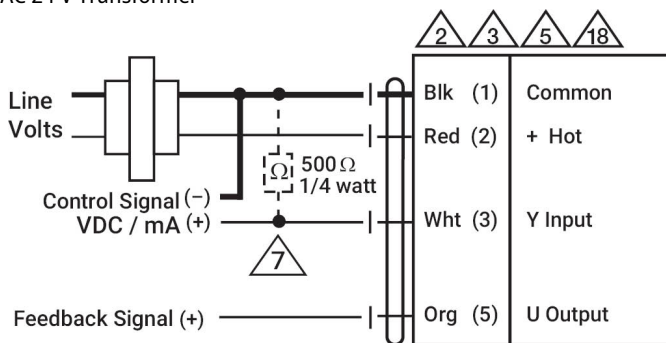 AC 24 V Transformer
2 3 5 18
Line Volts
Blk (1) Common
Red (2) + Hot
Ω 500 Ω
1/4 watt
Control Signal (–)
VDC / mA (+)
Wht (3) Y Input
7
Feedback Signal (+)
Org (5) U Output